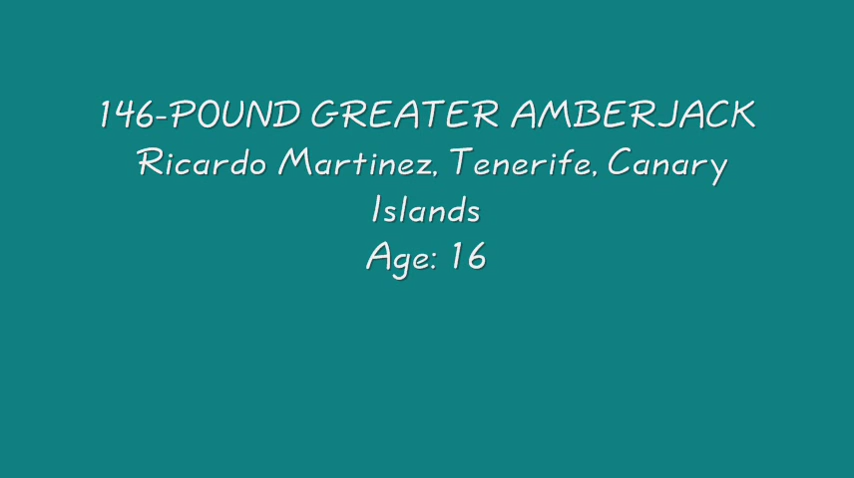 146-POUND GREATER AMBERJACK
Ricardo Martinez, Tenerife, Canary
Islands
Age: 16